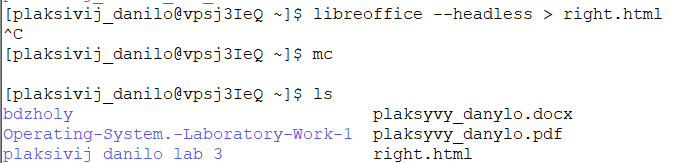 [plaksivij_danilo@vpsj3IeQ ~]$ libreoffice --headless > right.html
^C
[plaksivij_danilo@vpsj3IeQ ~]$ mc
[plaksivij_danilo@vpsj3IeQ ~]$ ls
bdzholy plaksyvy_danylo.docx
Operating-System.-Laboratory-Work-1 plaksyvy_danylo.pdf
plaksivij danilo lab 3 right.html